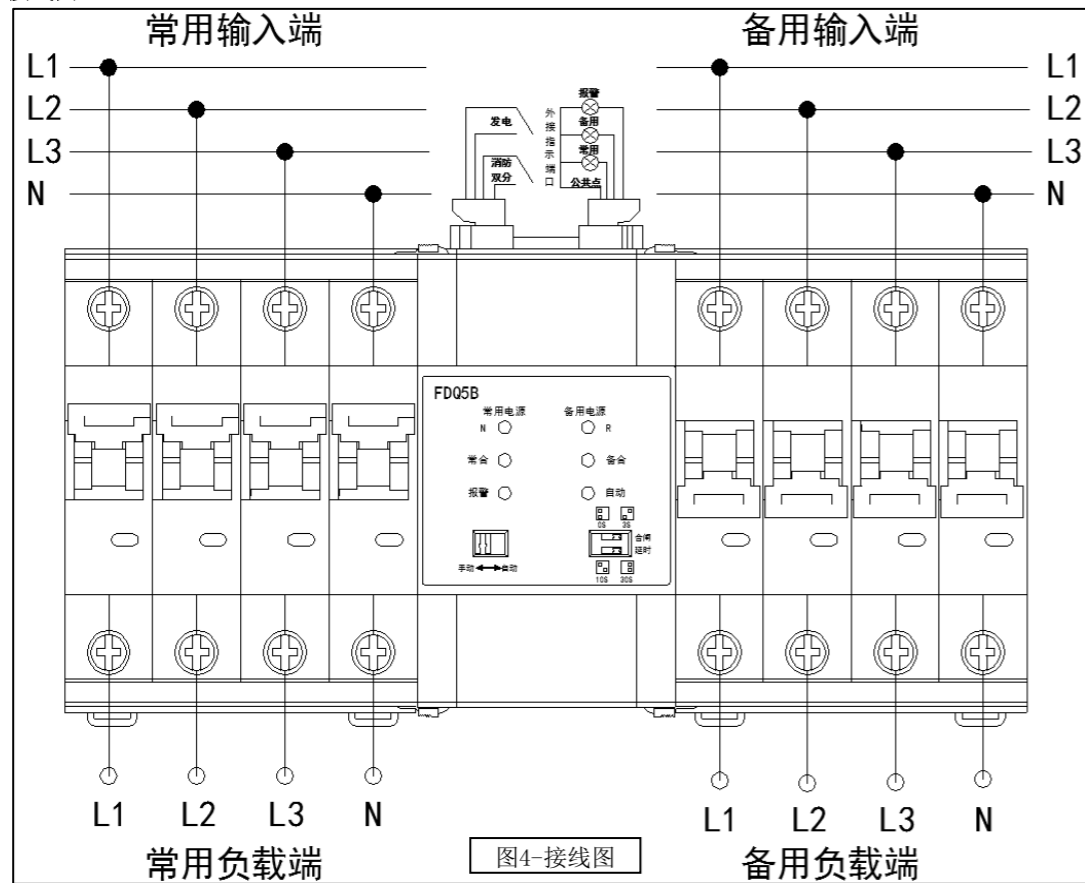 常用输入端
备用输入端
L1
L2
L3
N
L1
L2
L3
N
发电
消防
双分
外接指示端口
报警
备用
常用
公共点
FDQ5B
常用电源
备用电源
N
R
常合
备合
报警
自动
0S
3S
合闸
延时
10S
30S
手动
自动
L1
L2
L3
N
L1
L2
L3
N
常用负载端
图4-接线图
备用负载端